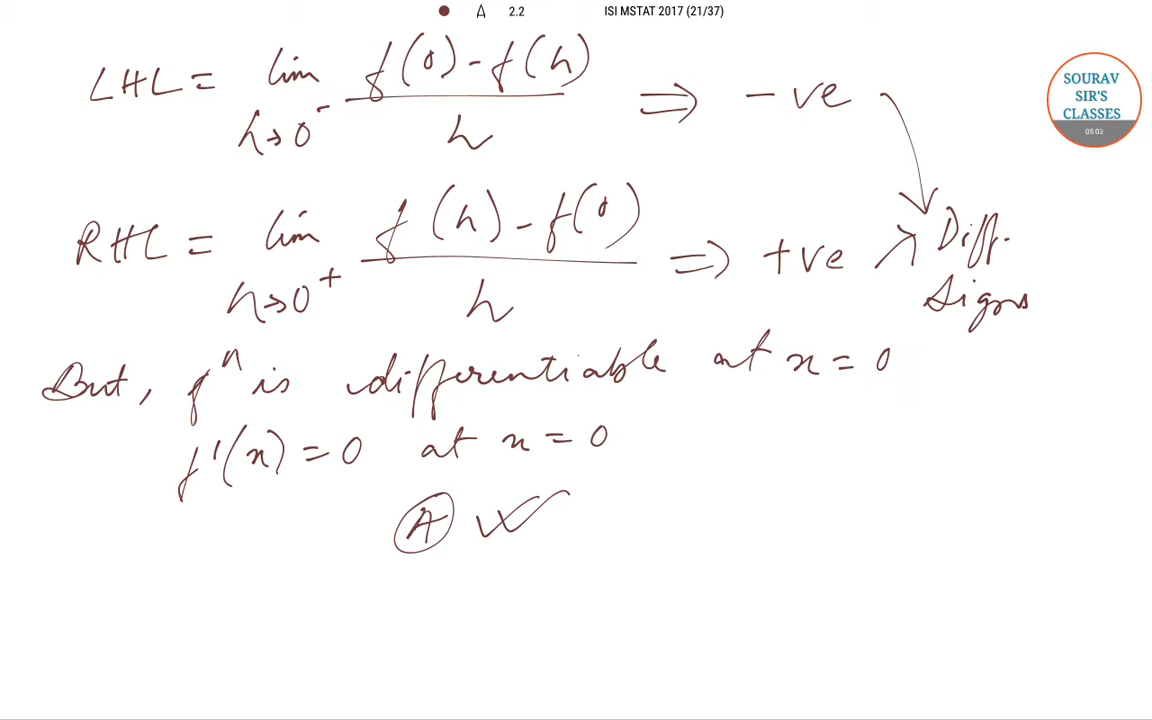 A 2.2 ISI MSTAT 2017 (21/37)
SOURAV
SIR'S
CLASSES
05:02
LHL = lim h→0⁻ (f(0) - f(h)) / h ⇒ -ve
RHL = lim h→0⁺ (f(h) - f(0)) / h ⇒ +ve
Diff.
Signs
But, fⁿ is differentiable at x = 0
f'(x) = 0 at x = 0
A ✓